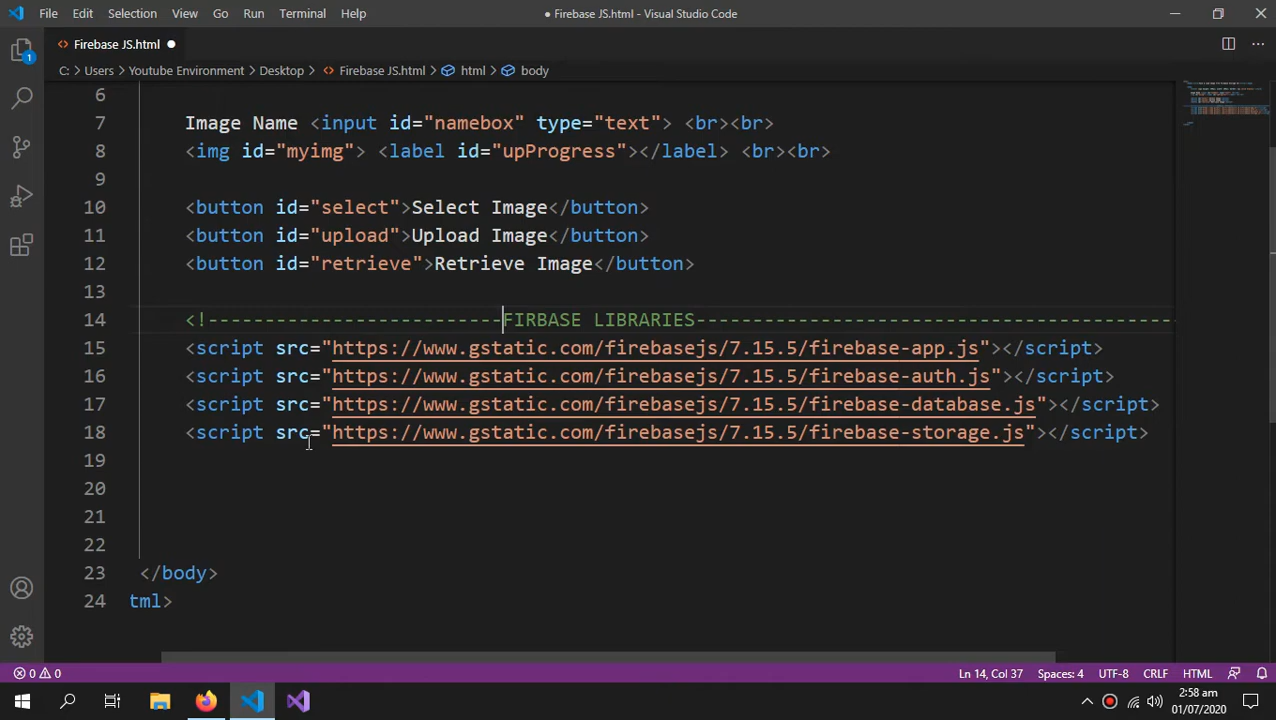 File Edit Selection View Go Run Terminal Help ● Firebase JS.html - Visual Studio Code
Firebase JS.html ●
C: > Users > Youtube Environment > Desktop > Firebase JS.html > html > body
1
6
7 Image Name <input id="namebox" type="text"> <br><br>
8 <img id="myimg"> <label id="upProgress"></label> <br><br>
9
10 <button id="select">Select Image</button>
11 <button id="upload">Upload Image</button>
12 <button id="retrieve">Retrieve Image</button>
13
14 <!--------------------------FIRBASE LIBRARIES------------------------------------------
15 <script src="https://www.gstatic.com/firebasejs/7.15.5/firebase-app.js"></script>
16 <script src="https://www.gstatic.com/firebasejs/7.15.5/firebase-auth.js"></script>
17 <script src="https://www.gstatic.com/firebasejs/7.15.5/firebase-database.js"></script>
18 <script src="https://www.gstatic.com/firebasejs/7.15.5/firebase-storage.js"></script>
19
20
21
22
23 </body>
24 tml>
0 0 Ln 14, Col 37 Spaces: 4 UTF-8 CRLF HTML
2:58 am
01/07/2020